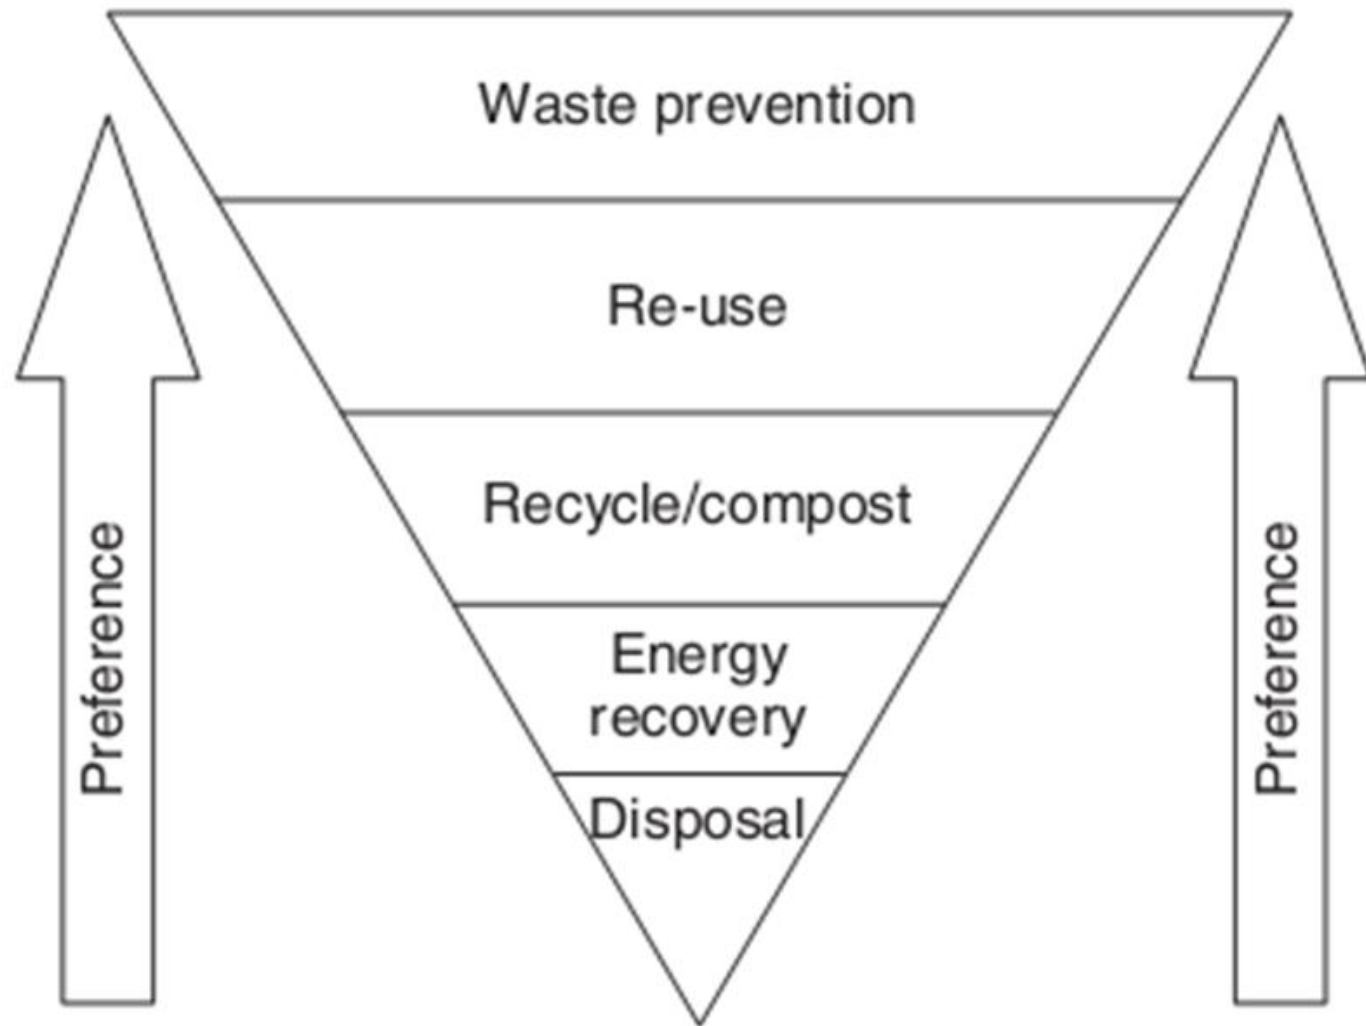 Waste prevention
Re-use
Recycle/compost
Energy
recovery
Disposal
Preference
Preference